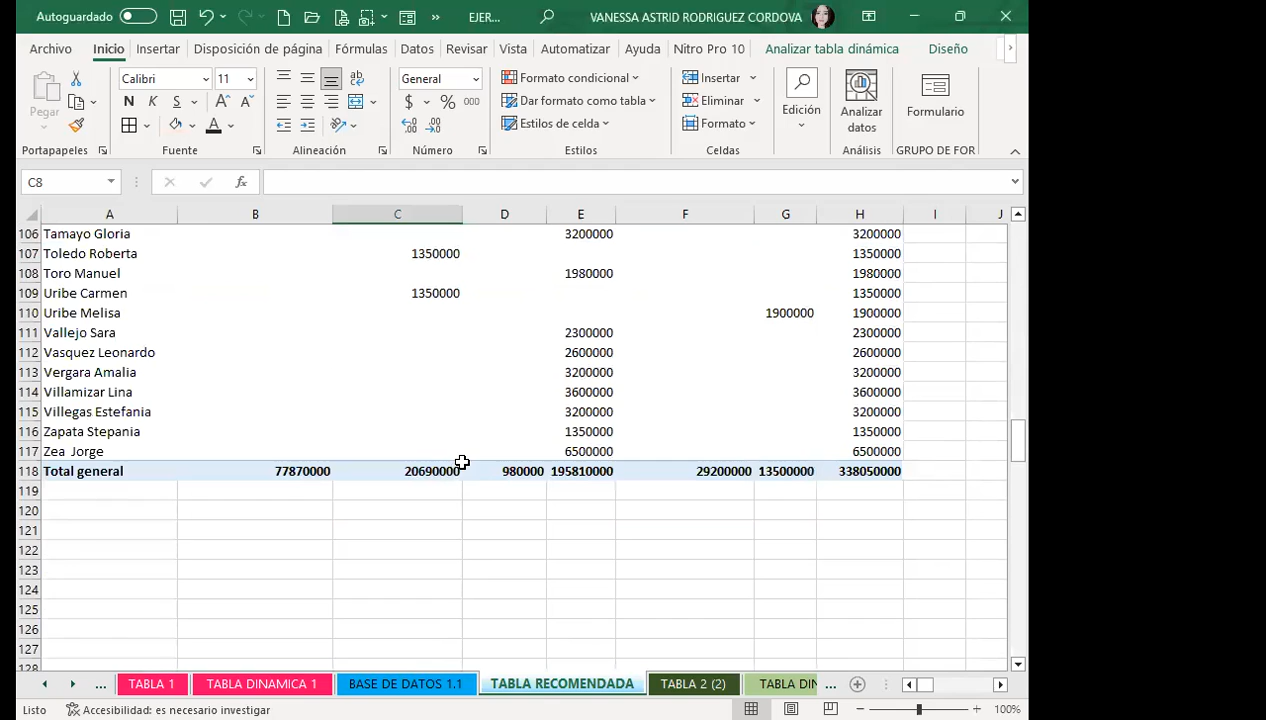 Autoguardado EJER... VANESSA ASTRID RODRIGUEZ CORDOVA
Archivo Inicio Insertar Disposición de página Fórmulas Datos Revisar Vista Automatizar Ayuda Nitro Pro 10 Analizar tabla dinámica Diseño
Pegar
Portapapeles
Calibri 11
N K S
A A
A
Fuente
ab
Alineación
General
$ % 000
Número
Formato condicional
Dar formato como tabla
Estilos de celda
Estilos
Insertar
Eliminar
Formato
Celdas
Edición
Analizar
datos
Análisis
Formulario
GRUPO DE FOR
C8 fx
A B C D E F G H I J
106 Tamayo Gloria 3200000 3200000
107 Toledo Roberta 1350000 1350000
108 Toro Manuel 1980000 1980000
109 Uribe Carmen 1350000 1350000
110 Uribe Melisa 1900000 1900000
111 Vallejo Sara 2300000 2300000
112 Vasquez Leonardo 2600000 2600000
113 Vergara Amalia 3200000 3200000
114 Villamizar Lina 3600000 3600000
115 Villegas Estefania 3200000 3200000
116 Zapata Stepania 1350000 1350000
117 Zea Jorge 6500000 6500000
118 Total general 77870000 20690000 980000 195810000 29200000 13500000 338050000
119
120
121
122
123
124
125
126
127
128
... TABLA 1 TABLA DINAMICA 1 BASE DE DATOS 1.1 TABLA RECOMENDADA TABLA 2 (2) TABLA DIN ...
Listo Accesibilidad: es necesario investigar 100%